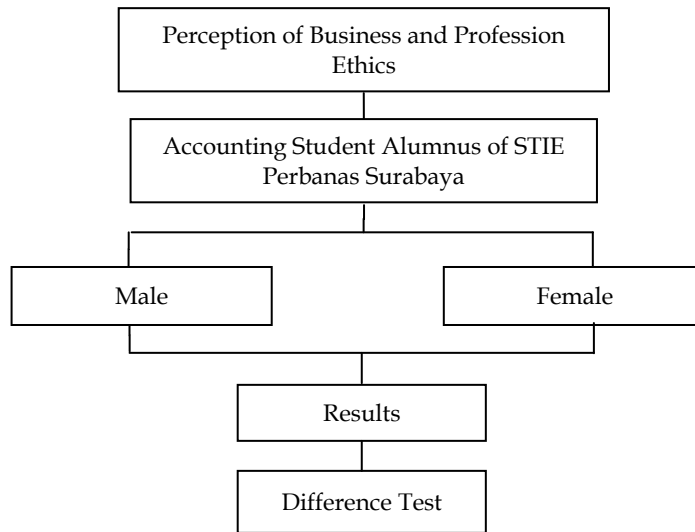 Perception of Business and Profession
Ethics
Accounting Student Alumnus of STIE
Perbanas Surabaya
Male
Female
Results
Difference Test